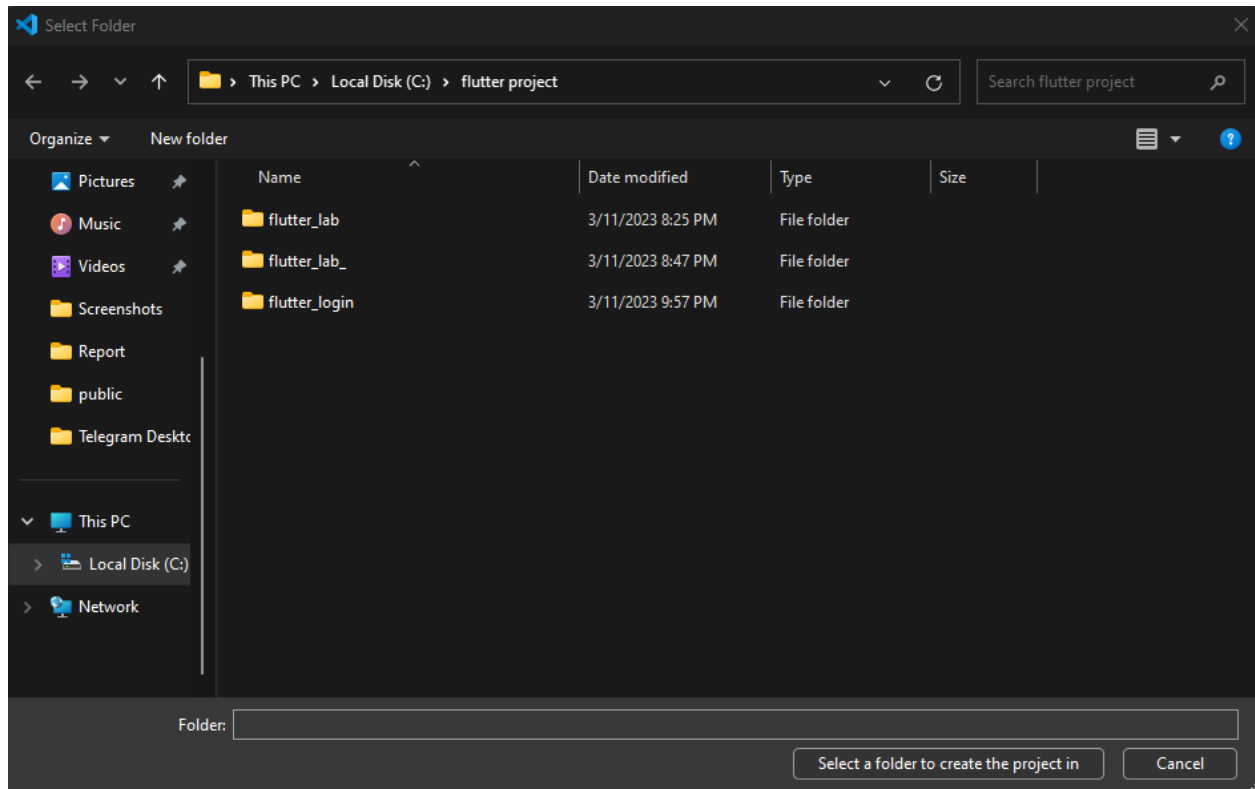 Select Folder
This PC > Local Disk (C:) > flutter project
Search flutter project
Organize
New folder
Pictures
Music
Videos
Screenshots
Report
public
Telegram Deskto
This PC
Local Disk (C:)
Network
Name Date modified Type Size
flutter_lab 3/11/2023 8:25 PM File folder
flutter_lab_ 3/11/2023 8:47 PM File folder
flutter_login 3/11/2023 9:57 PM File folder
Folder:
Select a folder to create the project in
Cancel